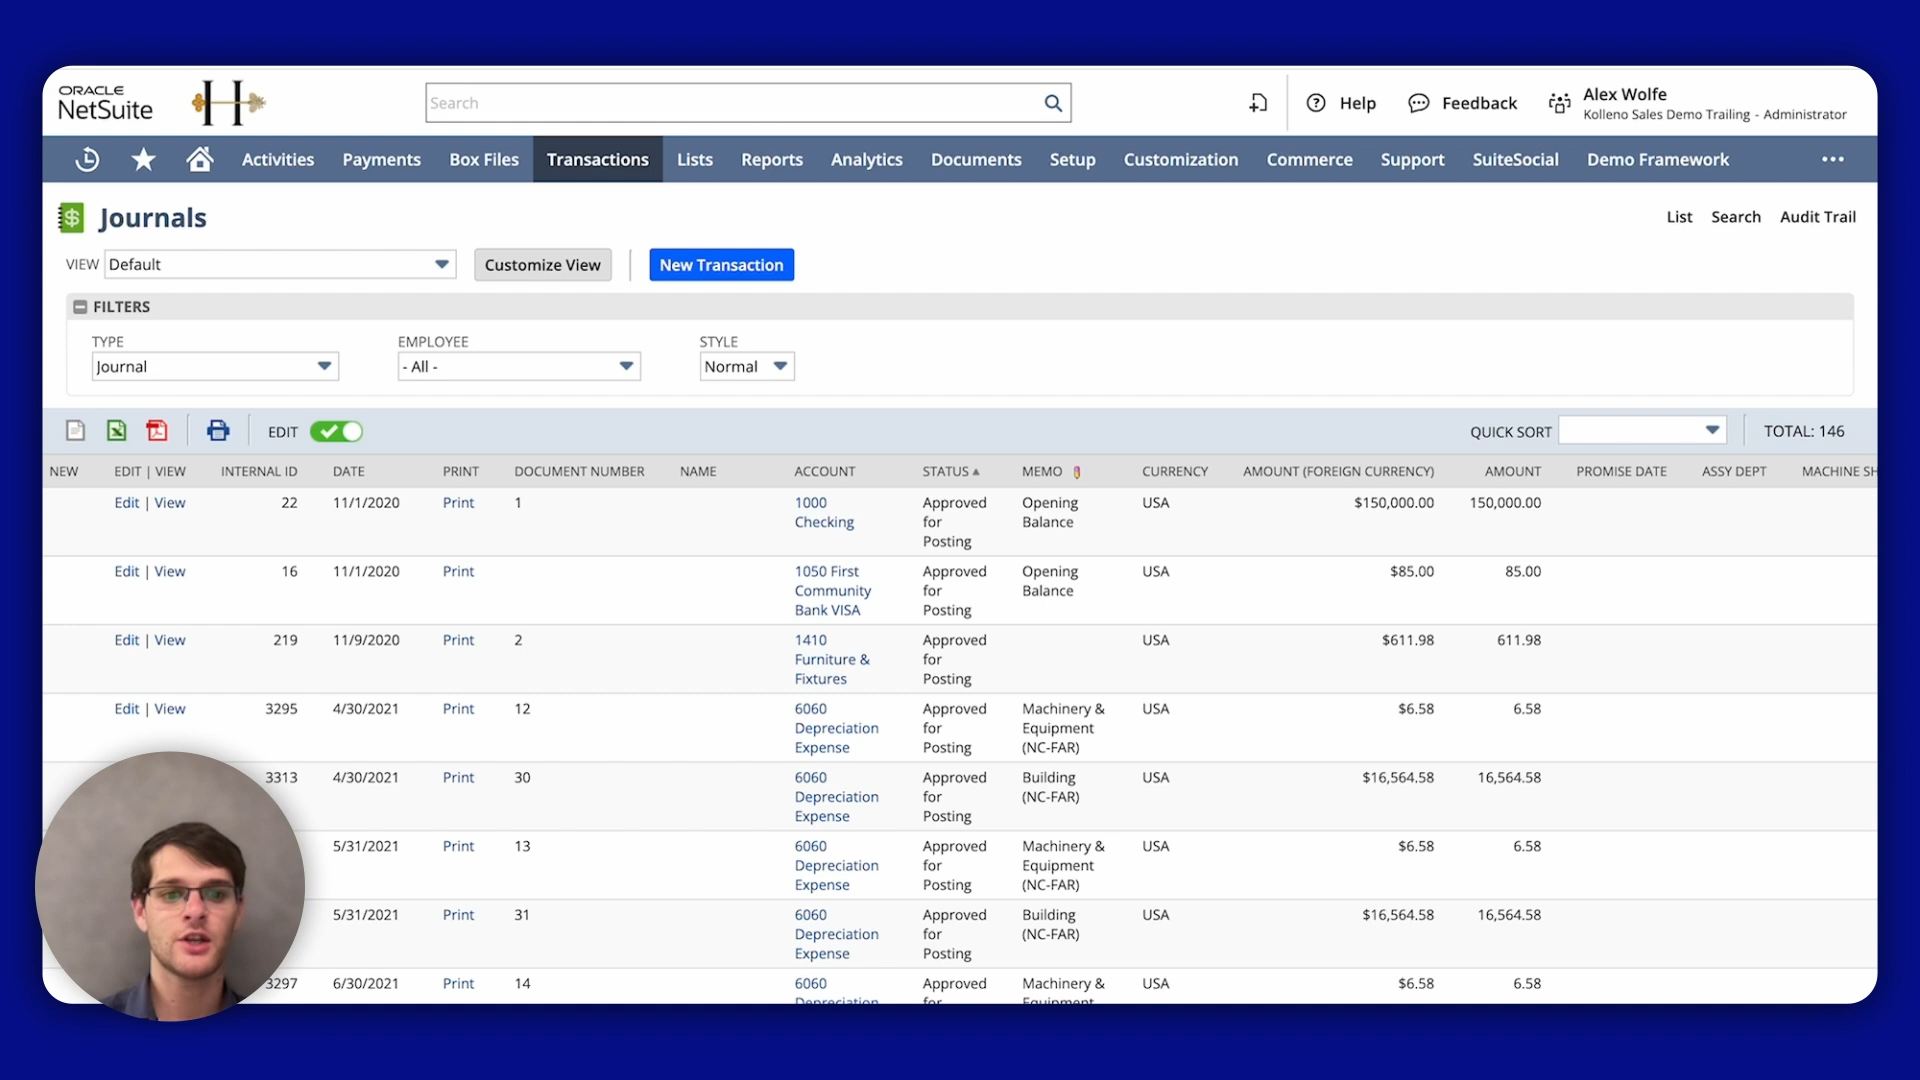 ORACLE
NetSuite
H
Search
Help
Feedback
Alex Wolfe
Kolleno Sales Demo Trailing - Administrator
Activities Payments Box Files Transactions Lists Reports Analytics Documents Setup Customization Commerce Support SuiteSocial Demo Framework
Journals
List Search Audit Trail
VIEW Default
Customize View
New Transaction
FILTERS
TYPE EMPLOYEE STYLE
Journal - All - Normal
EDIT
QUICK SORT
TOTAL: 146
NEW EDIT | VIEW INTERNAL ID DATE PRINT DOCUMENT NUMBER NAME ACCOUNT STATUS MEMO CURRENCY AMOUNT (FOREIGN CURRENCY) AMOUNT PROMISE DATE ASSY DEPT MACHINE SH
Edit | View 22 11/1/2020 Print 1 1000 Approved Opening USA $150,000.00 150,000.00
Checking for Balance
Posting
Edit | View 16 11/1/2020 Print 1050 First Approved Opening USA $85.00 85.00
Community for Balance
Bank VISA Posting
Edit | View 219 11/9/2020 Print 2 1410 Approved USA $611.98 611.98
Furniture & for
Fixtures Posting
Edit | View 3295 4/30/2021 Print 12 6060 Approved Machinery & USA $6.58 6.58
Depreciation for Equipment
Expense Posting (NC-FAR)
3313 4/30/2021 Print 30 6060 Approved Building USA $16,564.58 16,564.58
Depreciation for (NC-FAR)
Expense Posting
5/31/2021 Print 13 6060 Approved Machinery & USA $6.58 6.58
Depreciation for Equipment
Expense Posting (NC-FAR)
5/31/2021 Print 31 6060 Approved Building USA $16,564.58 16,564.58
Depreciation for (NC-FAR)
Expense Posting
3297 6/30/2021 Print 14 6060 Approved Machinery & USA $6.58 6.58
Depreciation for Equipment